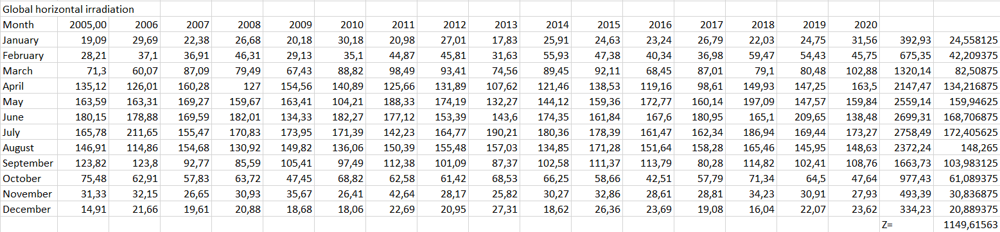 Global horizontal irradiation
Month 2005,00 2006 2007 2008 2009 2010 2011 2012 2013 2014 2015 2016 2017 2018 2019 2020
January 19,09 29,69 22,38 26,68 20,18 30,18 20,98 27,01 17,83 25,91 24,63 23,24 26,79 22,03 24,75 31,56 392,93 24,558125
February 28,21 37,1 36,91 46,31 29,13 35,1 44,87 45,81 31,63 55,93 47,38 40,34 36,98 59,47 54,43 45,75 675,35 42,209375
March 71,3 60,07 87,09 79,49 67,43 88,82 98,49 93,41 74,56 89,45 92,11 68,45 87,01 79,1 80,48 102,88 1320,14 82,50875
April 135,12 126,01 160,28 127 154,56 140,89 125,66 131,89 107,62 121,46 138,53 119,16 98,61 149,93 147,25 163,5 2147,47 134,216875
May 163,59 163,31 169,27 159,67 163,41 104,21 188,33 174,19 132,27 144,12 159,36 172,77 160,14 197,09 147,57 159,84 2559,14 159,94625
June 180,15 178,88 169,59 182,01 134,33 182,27 177,12 153,39 143,6 174,35 161,84 167,6 180,95 165,1 209,65 138,48 2699,31 168,706875
July 165,78 211,65 155,47 170,83 173,95 171,39 142,23 164,77 190,21 180,36 178,39 161,47 162,34 186,94 169,44 173,27 2758,49 172,405625
August 146,91 114,86 154,68 130,92 149,82 136,06 150,39 155,48 157,03 134,85 171,28 151,64 158,28 165,46 145,95 148,63 2372,24 148,265
September 123,82 123,8 92,77 85,59 105,41 97,49 112,38 101,09 87,37 102,58 111,37 113,79 80,28 114,82 102,41 108,76 1663,73 103,983125
October 75,48 62,91 57,83 63,72 47,45 68,82 62,58 61,42 68,53 66,25 58,66 42,51 57,79 71,34 64,5 47,64 977,43 61,089375
November 31,33 32,15 26,65 30,93 35,67 26,41 42,64 28,17 25,82 30,27 32,86 28,61 28,81 34,23 30,91 27,93 493,39 30,836875
December 14,91 21,66 19,61 20,88 18,68 18,06 22,69 20,95 27,31 18,62 26,36 23,69 19,08 16,04 22,07 23,62 334,23 20,889375
Z= 1149,61563